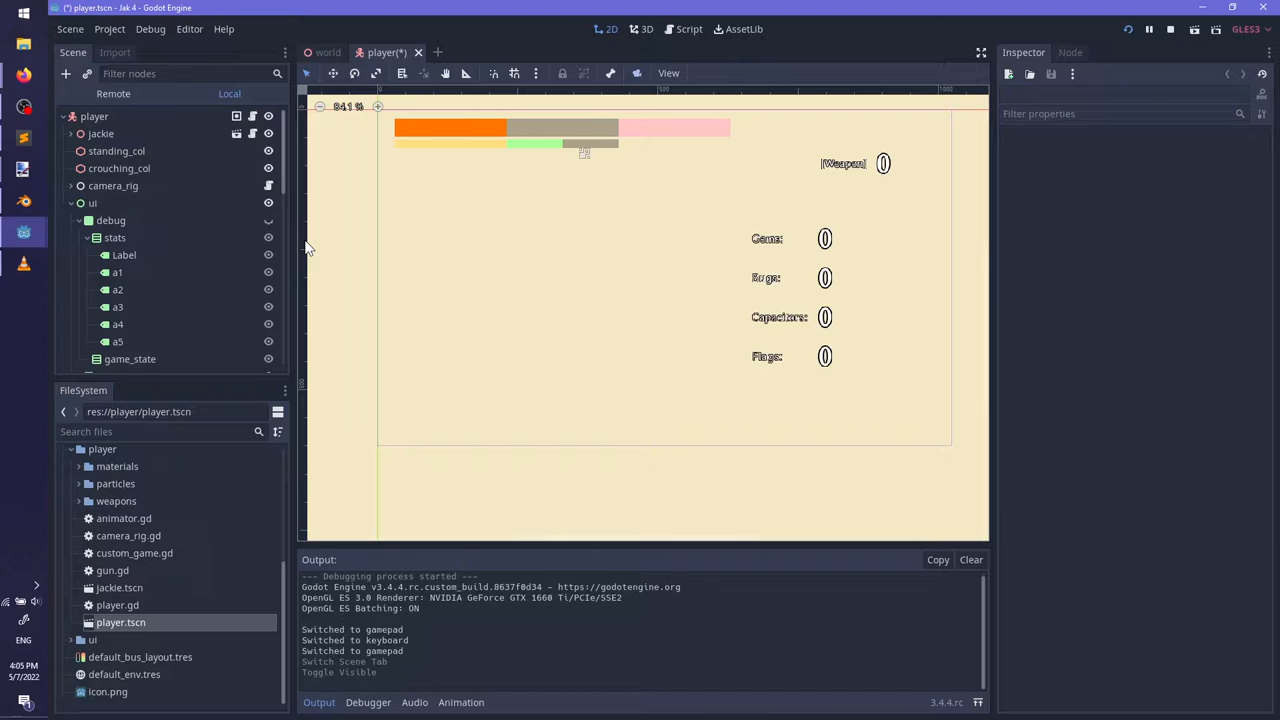 (*) player.tscn - Jak 4 - Godot Engine
Scene Project Debug Editor Help
2D 3D Script AssetLib
GLES3
Scene Import
world player(*)
Inspector Node
Filter nodes
View
Remote Local
84.1 %
0 500 1000
Filter properties
player
Jackie
standing_col
crouching_col
camera_rig
ui
debug
stats
Label
a1
a2
a3
a4
a5
game_state
[Weapon] 0
Gems: 0
Bugs: 0
Capacitors: 0
Flags: 0
0
500
FileSystem
res://player/player.tscn
Search files
player
materials
particles
weapons
animator.gd
camera_rig.gd
custom_game.gd
gun.gd
jackie.tscn
player.gd
player.tscn
ui
default_bus_layout.tres
default_env.tres
icon.png
Output:
Copy Clear
--- Debugging process started ---
Godot Engine v3.4.4.rc.custom_build.8637f0d34 - https://godotengine.org
OpenGL ES 3.0 Renderer: NVIDIA GeForce GTX 1660 Ti/PCIe/SSE2
OpenGL ES Batching: ON
Switched to gamepad
Switched to keyboard
Switched to gamepad
Switch Scene Tab
Toggle Visible
Output Debugger Audio Animation
3.4.4.rc
ENG
4:05 PM
5/7/2022